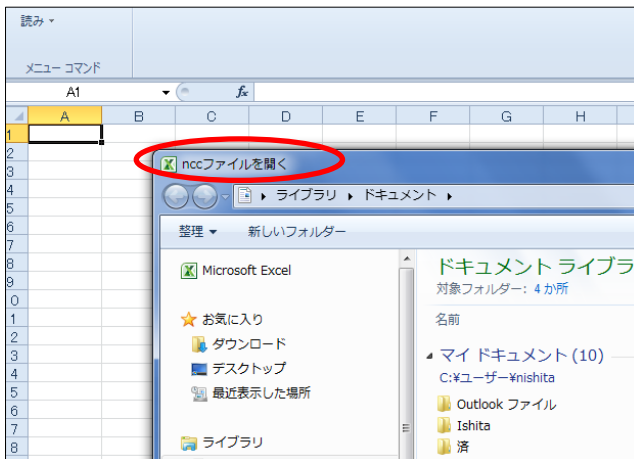 読み
メニュー コマンド
A1
fx
A B C D E F G H
1
2
3
4
5
6
7
8
9
0
1
2
3
4
5
6
7
8
nccファイルを開く
ライブラリ ドキュメント
整理 新しいフォルダー
Microsoft Excel
お気に入り
ダウンロード
デスクトップ
最近表示した場所
ライブラリ
ドキュメント ライブラ
対象フォルダー: 4 か所
名前
マイ ドキュメント (10)
C:¥ユーザー¥nishita
Outlook ファイル
Ishita
済